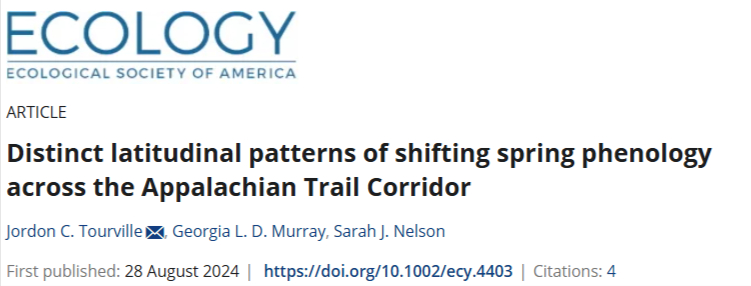 ECOLOGY
ECOLOGICAL SOCIETY OF AMERICA
ARTICLE
Distinct latitudinal patterns of shifting spring phenology
across the Appalachian Trail Corridor
Jordon C. Tourville, Georgia L. D. Murray, Sarah J. Nelson
First published: 28 August 2024 | https://doi.org/10.1002/ecy.4403 | Citations: 4